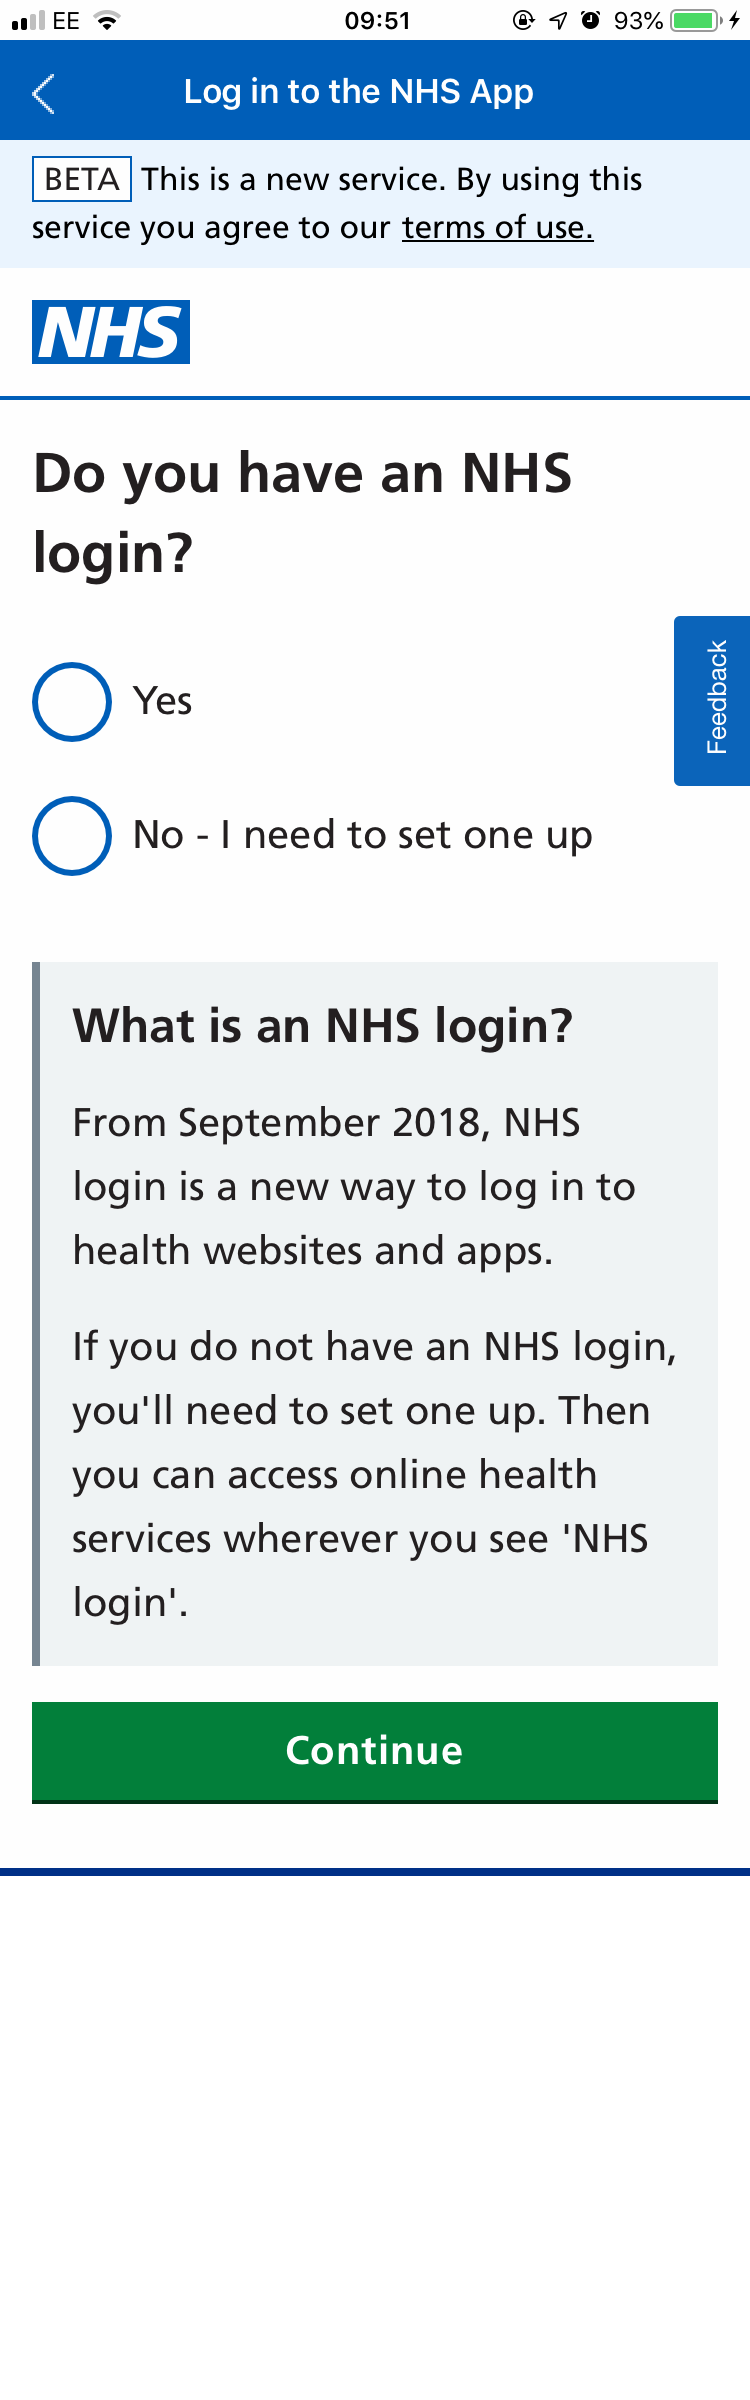 EE 09:51 93%
Log in to the NHS App
BETA This is a new service. By using this
service you agree to our terms of use.
NHS
Do you have an NHS
login?
Feedback
Yes
No - I need to set one up
What is an NHS login?
From September 2018, NHS
login is a new way to log in to
health websites and apps.
If you do not have an NHS login,
you'll need to set one up. Then
you can access online health
services wherever you see 'NHS
login'.
Continue